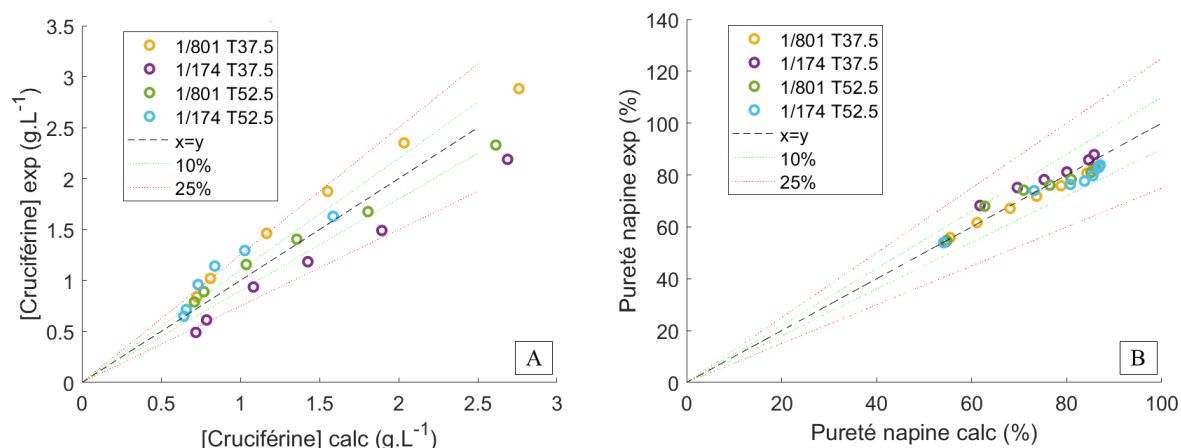 3.5
3
2.5
2
1.5
1
0.5
0
[Cruciférine] exp (g.L⁻¹)
1/801 T37.5
1/174 T37.5
1/801 T52.5
1/174 T52.5
x=y
10%
25%
A
0
0.5
1
1.5
2
2.5
3
[Cruciférine] calc (g.L⁻¹)
140
120
100
80
60
40
20
0
Pureté napine exp (%)
1/801 T37.5
1/174 T37.5
1/801 T52.5
1/174 T52.5
x=y
10%
25%
B
0
20
40
60
80
100
Pureté napine calc (%)